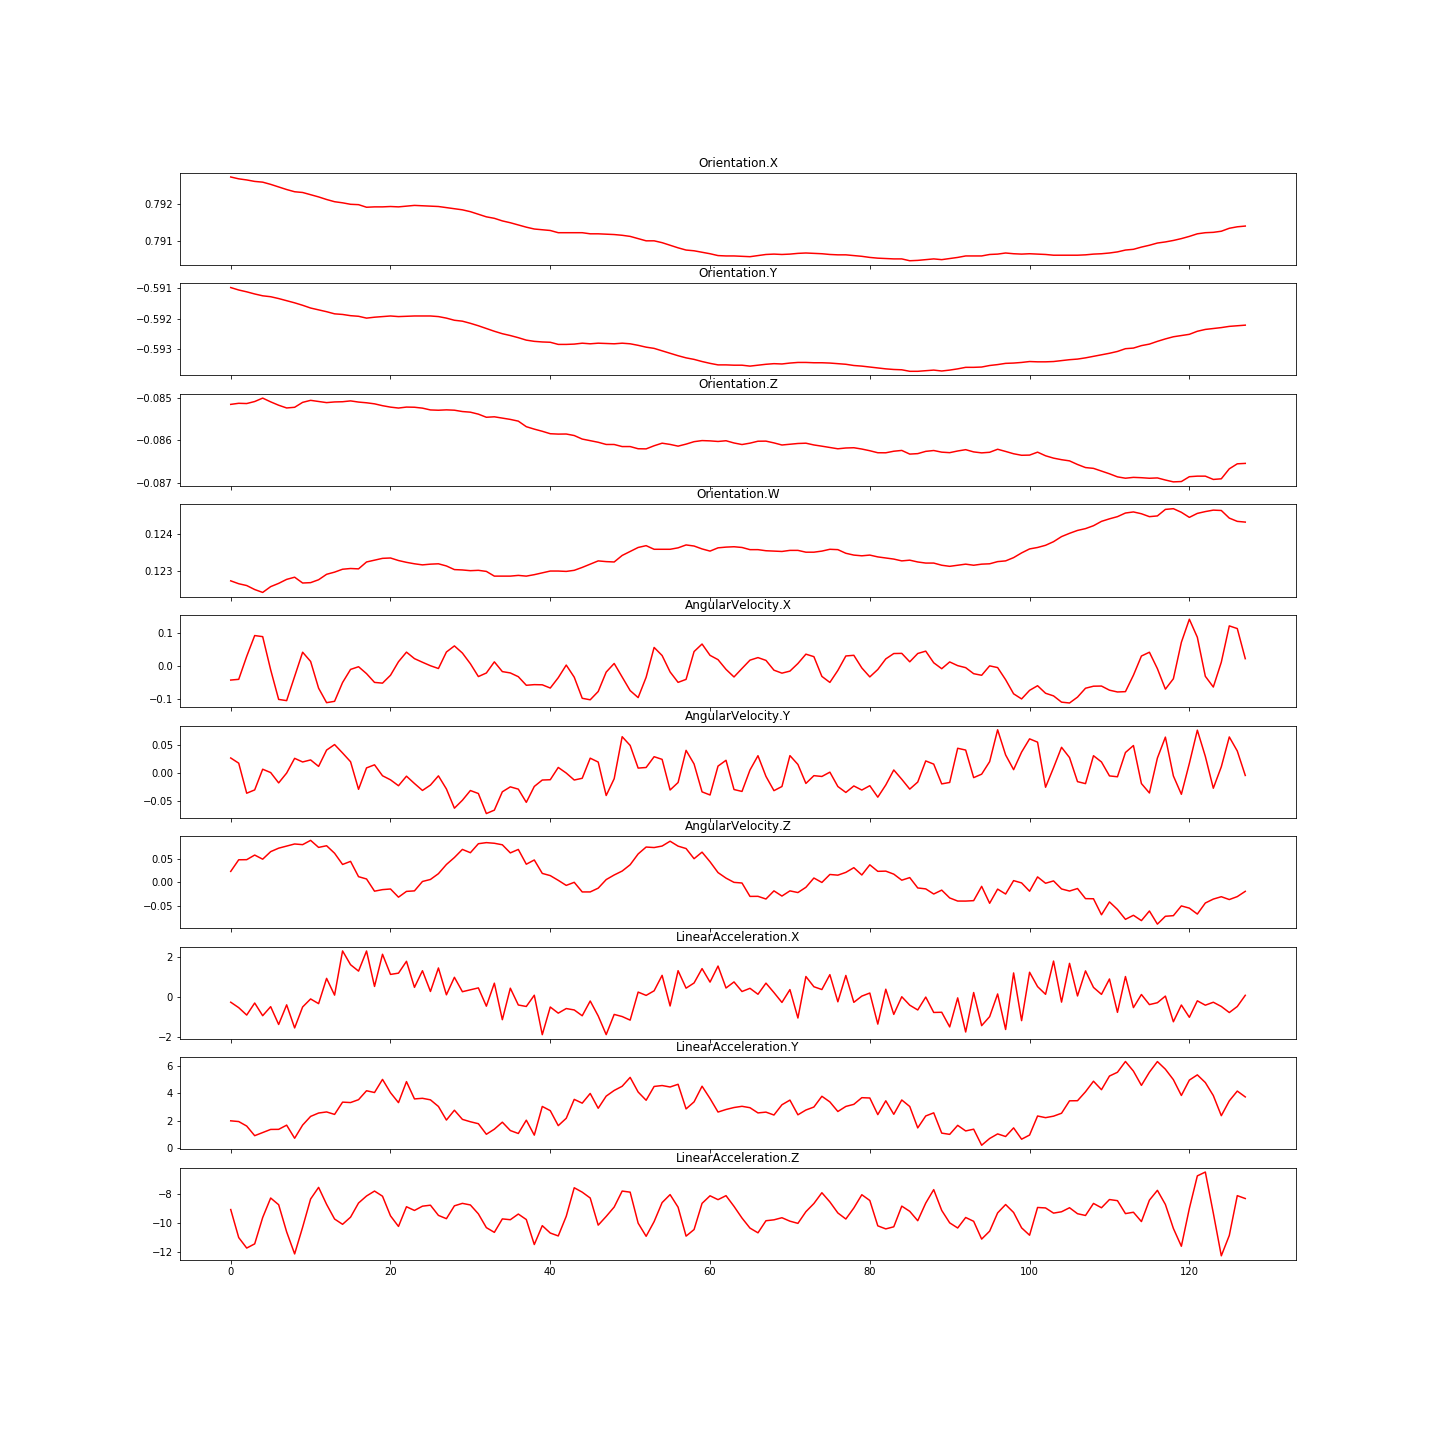 Orientation.X
0.792
0.791
Orientation.Y
−0.591
−0.592
−0.593
Orientation.Z
−0.085
−0.086
−0.087
Orientation.W
0.124
0.123
AngularVelocity.X
0.1
0.0
−0.1
AngularVelocity.Y
0.05
0.00
−0.05
AngularVelocity.Z
0.05
0.00
−0.05
LinearAcceleration.X
2
0
−2
LinearAcceleration.Y
6
4
2
0
LinearAcceleration.Z
−8
−10
−12
0 20 40 60 80 100 120